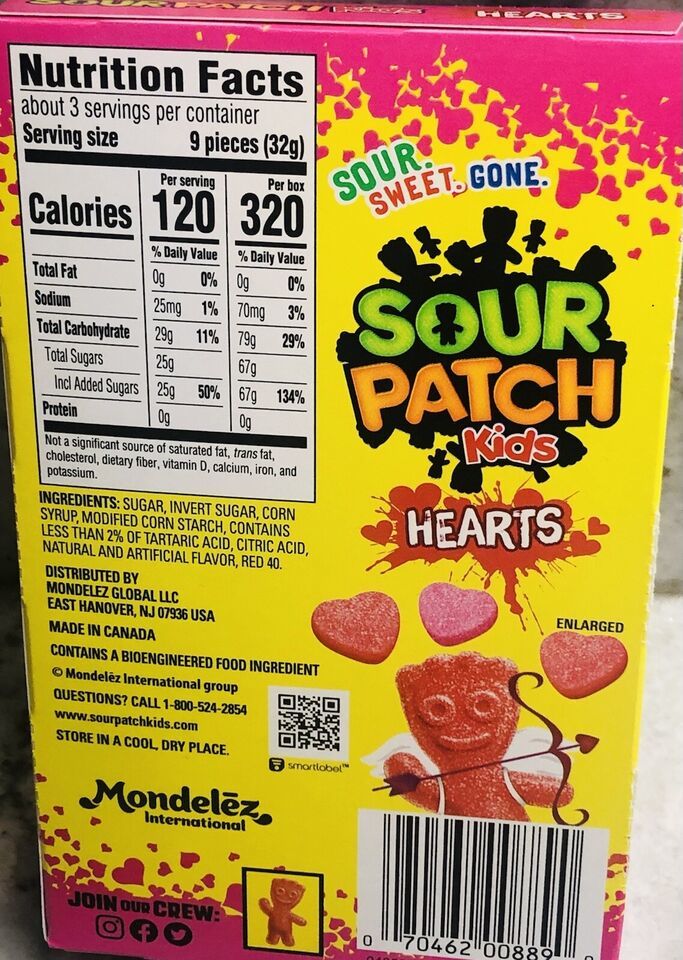 HEARTS
Nutrition Facts
about 3 servings per container
Serving size 9 pieces (32g)
Per serving Per box
Calories 120 320
% Daily Value % Daily Value
Total Fat 0g 0% 0g 0%
Sodium 25mg 1% 70mg 3%
Total Carbohydrate 29g 11% 79g 29%
Total Sugars 25g 67g
Incl Added Sugars 25g 50% 67g 134%
Protein 0g 0g
Not a significant source of saturated fat, trans fat,
cholesterol, dietary fiber, vitamin D, calcium, iron, and
potassium.
INGREDIENTS: SUGAR, INVERT SUGAR, CORN
SYRUP, MODIFIED CORN STARCH, CONTAINS
LESS THAN 2% OF TARTARIC ACID, CITRIC ACID,
NATURAL AND ARTIFICIAL FLAVOR, RED 40.
DISTRIBUTED BY
MONDELEZ GLOBAL LLC
EAST HANOVER, NJ 07936 USA
MADE IN CANADA
CONTAINS A BIOENGINEERED FOOD INGREDIENT
© Mondelēz International group
QUESTIONS? CALL 1-800-524-2854
www.sourpatchkids.com
STORE IN A COOL, DRY PLACE.
smartlabel™
Mondelēz
International
JOIN OUR CREW:
SOUR.
SWEET. GONE.
SOUR
PATCH
Kids
HEARTS
ENLARGED
0 70462 00889